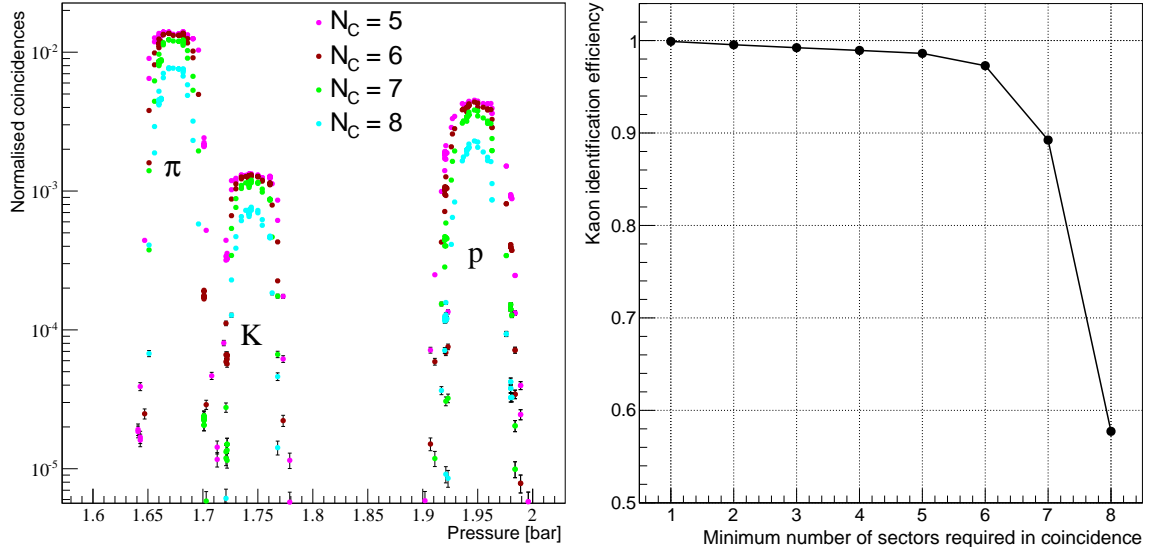 Normalised coincidences
10⁻²
10⁻³
10⁻⁴
10⁻⁵
N_C = 5
N_C = 6
N_C = 7
N_C = 8
π
K
p
1.6 1.65 1.7 1.75 1.8 1.85 1.9 1.95 2
Pressure [bar]
Kaon identification efficiency
1
0.9
0.8
0.7
0.6
0.5
1 2 3 4 5 6 7 8
Minimum number of sectors required in coincidence